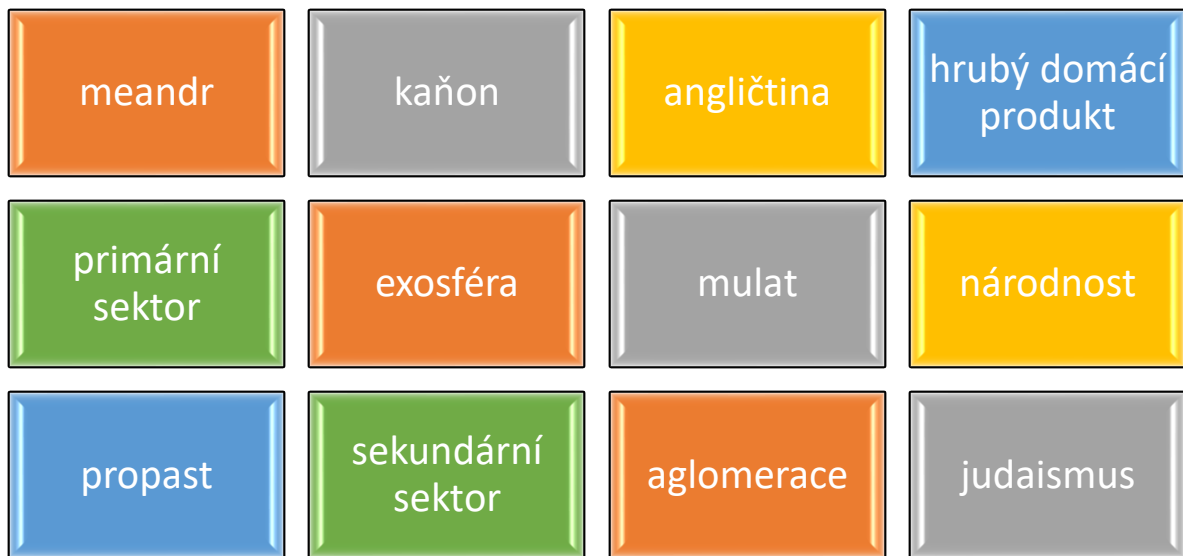 meandr
kaňon
angličtina
hrubý domácí
produkt
primární
sektor
exosféra
mulat
národnost
propast
sekundární
sektor
aglomerace
judaismus